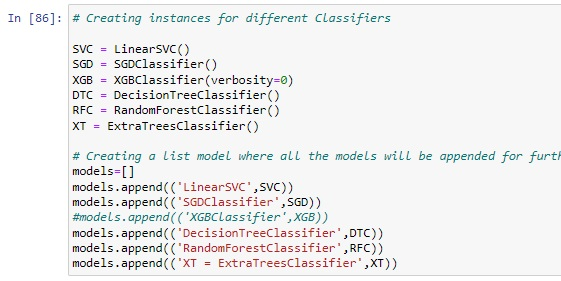 In [86]: # Creating instances for different Classifiers
SVC = LinearSVC()
SGD = SGDClassifier()
XGB = XGBClassifier(verbosity=0)
DTC = DecisionTreeClassifier()
RFC = RandomForestClassifier()
XT = ExtraTreesClassifier()
# Creating a list model where all the models will be appended for
models=[]
models.append(('LinearSVC',SVC))
models.append(('SGDClassifier',SGD))
#models.append(('XGBClassifier',XGB))
models.append(('DecisionTreeClassifier',DTC))
models.append(('RandomForestClassifier',RFC))
models.append(('XT = ExtraTreesClassifier',XT))